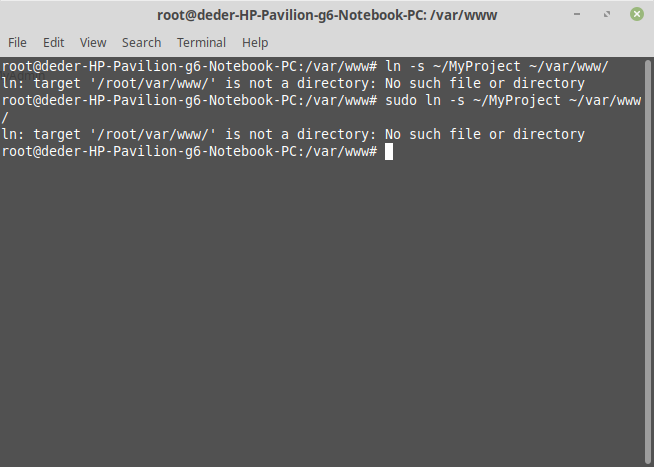 root@deder-HP-Pavilion-g6-Notebook-PC: /var/www
File Edit View Search Terminal Help
root@deder-HP-Pavilion-g6-Notebook-PC:/var/www# ln -s ~/MyProject ~/var/www/
ln: target '/root/var/www/' is not a directory: No such file or directory
root@deder-HP-Pavilion-g6-Notebook-PC:/var/www# sudo ln -s ~/MyProject ~/var/www
/
ln: target '/root/var/www/' is not a directory: No such file or directory
root@deder-HP-Pavilion-g6-Notebook-PC:/var/www#